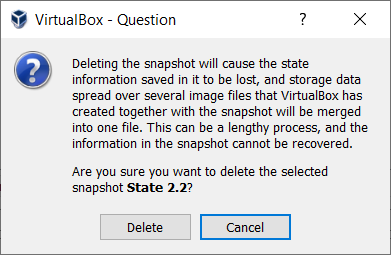 VirtualBox - Question
Deleting the snapshot will cause the state
information saved in it to be lost, and storage data
spread over several image files that VirtualBox has
created together with the snapshot will be merged
into one file. This can be a lengthy process, and the
information in the snapshot cannot be recovered.
Are you sure you want to delete the selected
snapshot State 2.2?
Delete
Cancel